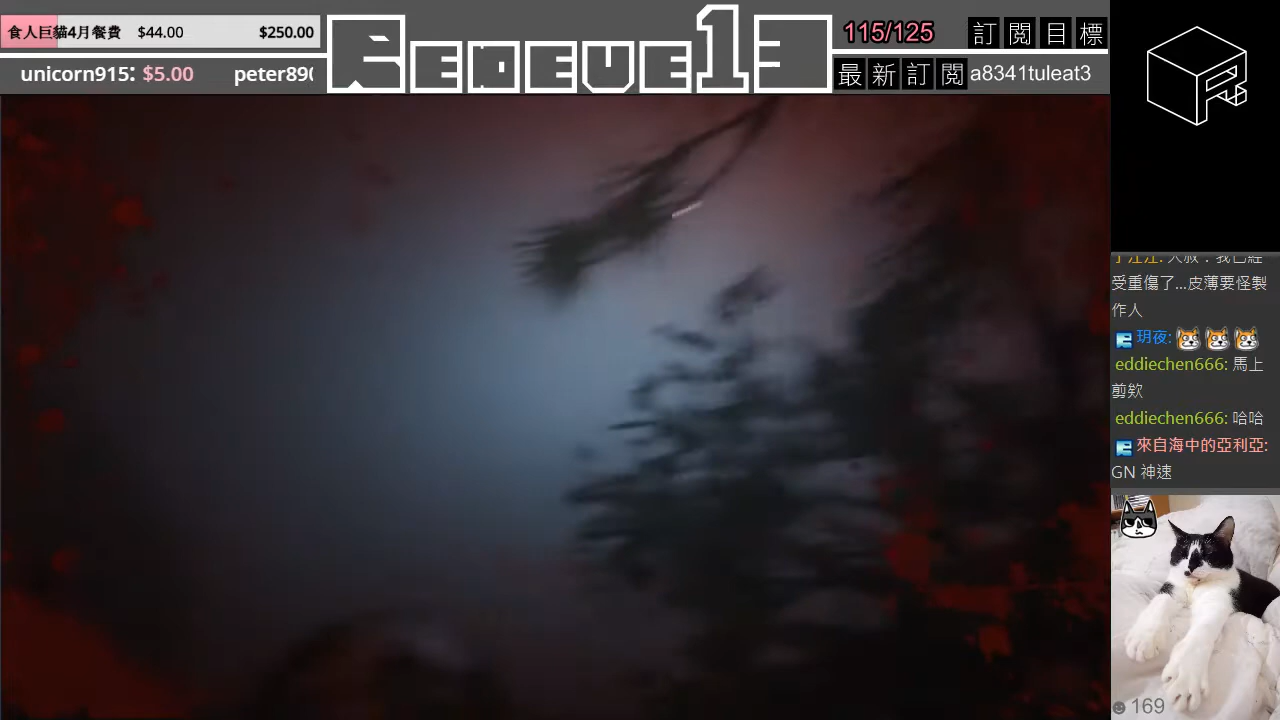 食人巨貓4月餐費 $44.00 $250.00
unicorn915: $5.00 peter890
115/125 訂閱目標
最新訂閱 a8341tuleat3
受重傷了...皮薄要怪製
作人
玥夜:
eddiechen666: 馬上
剪欸
eddiechen666: 哈哈
來自海中的亞利亞:
GN 神速
169